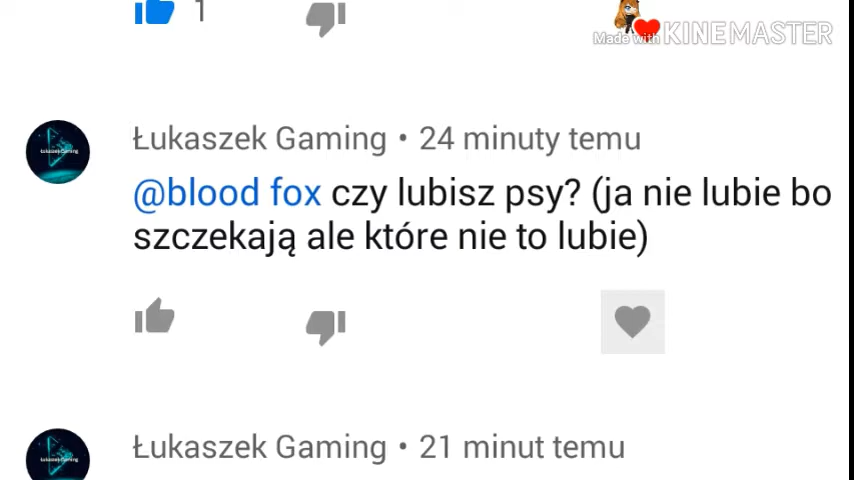 1
Made with KINEMASTER
Łukaszek Gaming • 24 minuty temu
@blood fox czy lubisz psy? (ja nie lubie bo
szczekają ale które nie to lubie)
Łukaszek Gaming • 21 minut temu